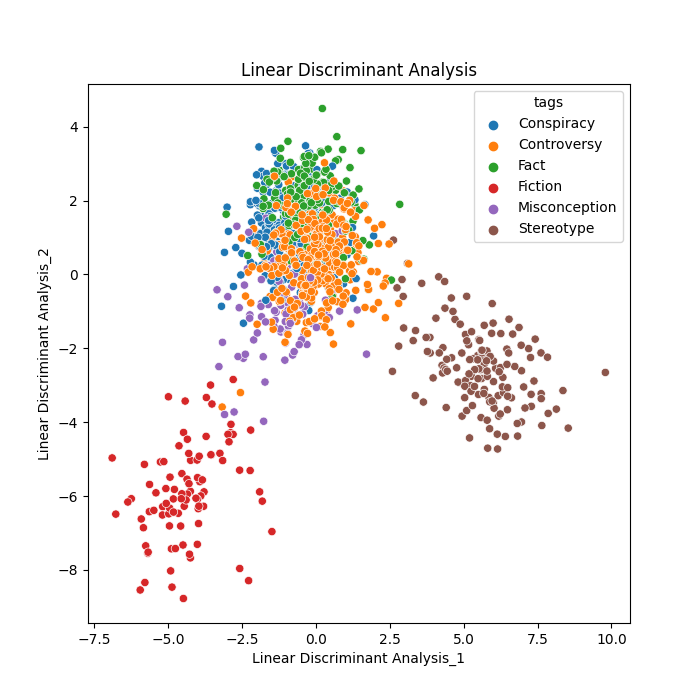 Linear Discriminant Analysis
tags
Conspiracy
Controversy
Fact
Fiction
Misconception
Stereotype
4
2
0
−2
−4
−6
−8
Linear Discriminant Analysis_2
−7.5
−5.0
−2.5
0.0
2.5
5.0
7.5
10.0
Linear Discriminant Analysis_1